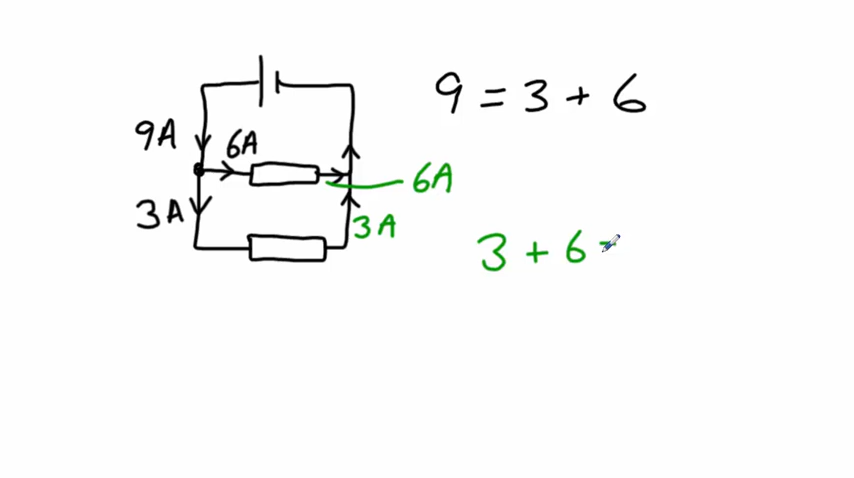 9 = 3 + 6
9A
6A
6A
3A
3A
3 + 6 =